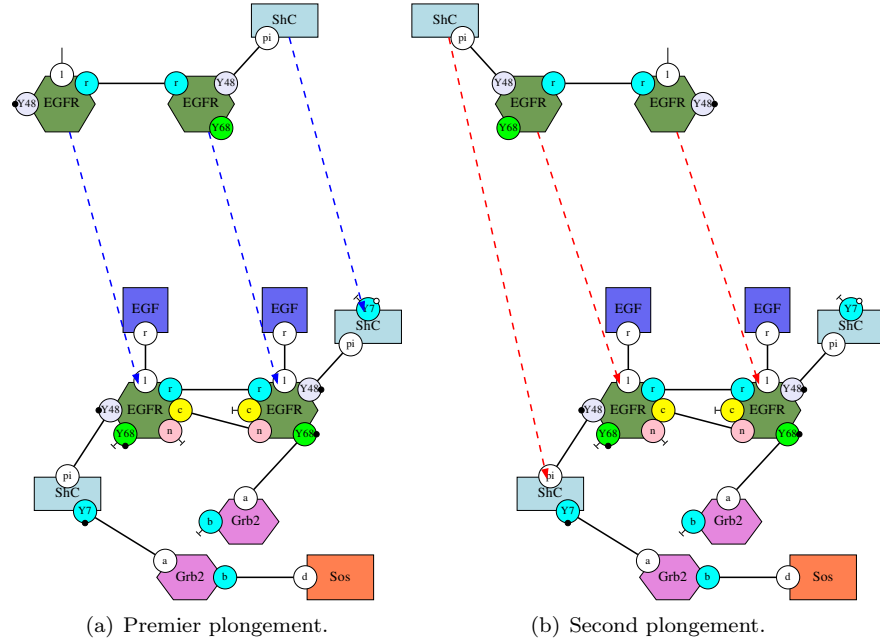 ShC ShC
pi pi
l r r Y48 Y48 r r l
Y48 EGFR EGFR EGFR EGFR Y48
Y68 Y68
EGF EGF Y7 EGF EGF Y7
ShC ShC
r r pi r r pi
l r r l Y48 l r r l Y48
Y48 EGFR c c EGFR Y48 EGFR c c EGFR
Y68 n n Y68 Y68 n n Y68
pi a pi a
ShC ShC
Y7 b Grb2 Y7 b Grb2
a a
Grb2 b d Sos Grb2 b d Sos
(a) Premier plongement. (b) Second plongement.